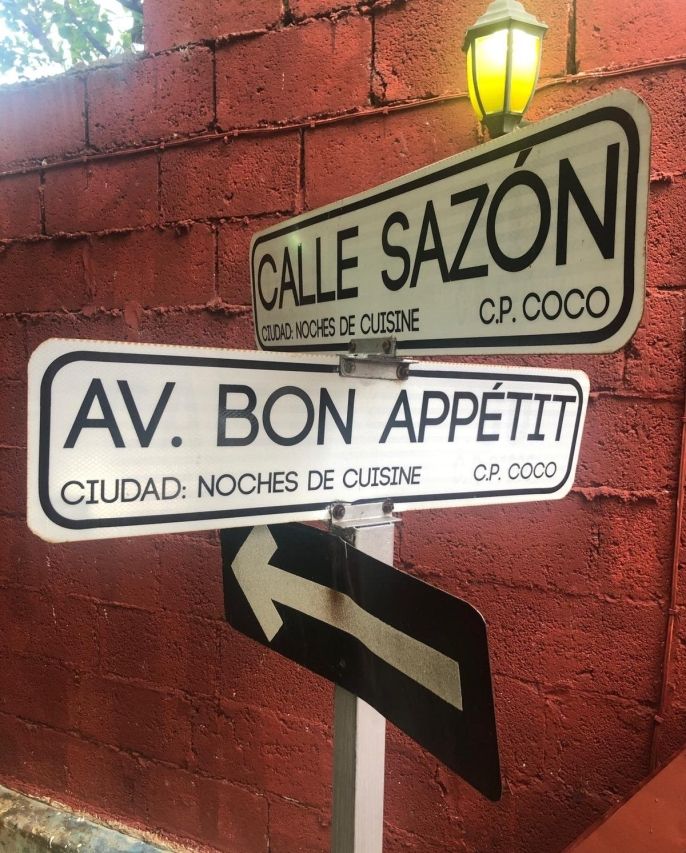 CALLE SAZÓN
CIUDAD: NOCHES DE CUISINE C.P. COCO
AV. BON APPÉTIT
CIUDAD: NOCHES DE CUISINE C.P. COCO